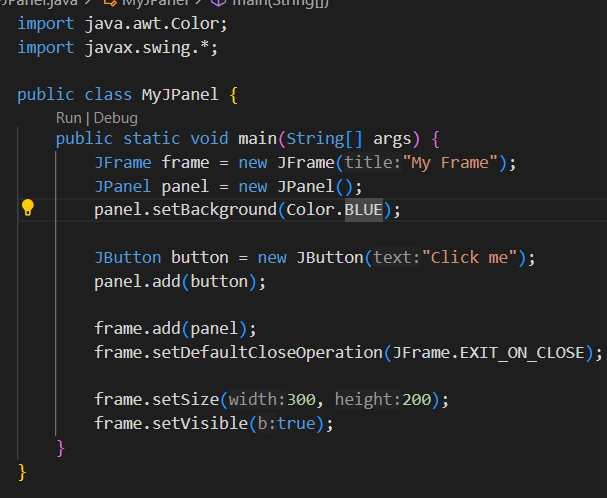 JPanel.java > MyJPanel > main(String[])
import java.awt.Color;
import javax.swing.*;
public class MyJPanel {
Run | Debug
public static void main(String[] args) {
JFrame frame = new JFrame(title:"My Frame");
JPanel panel = new JPanel();
panel.setBackground(Color.BLUE);
JButton button = new JButton(text:"Click me");
panel.add(button);
frame.add(panel);
frame.setDefaultCloseOperation(JFrame.EXIT_ON_CLOSE);
frame.setSize(width:300, height:200);
frame.setVisible(b:true);
}
}